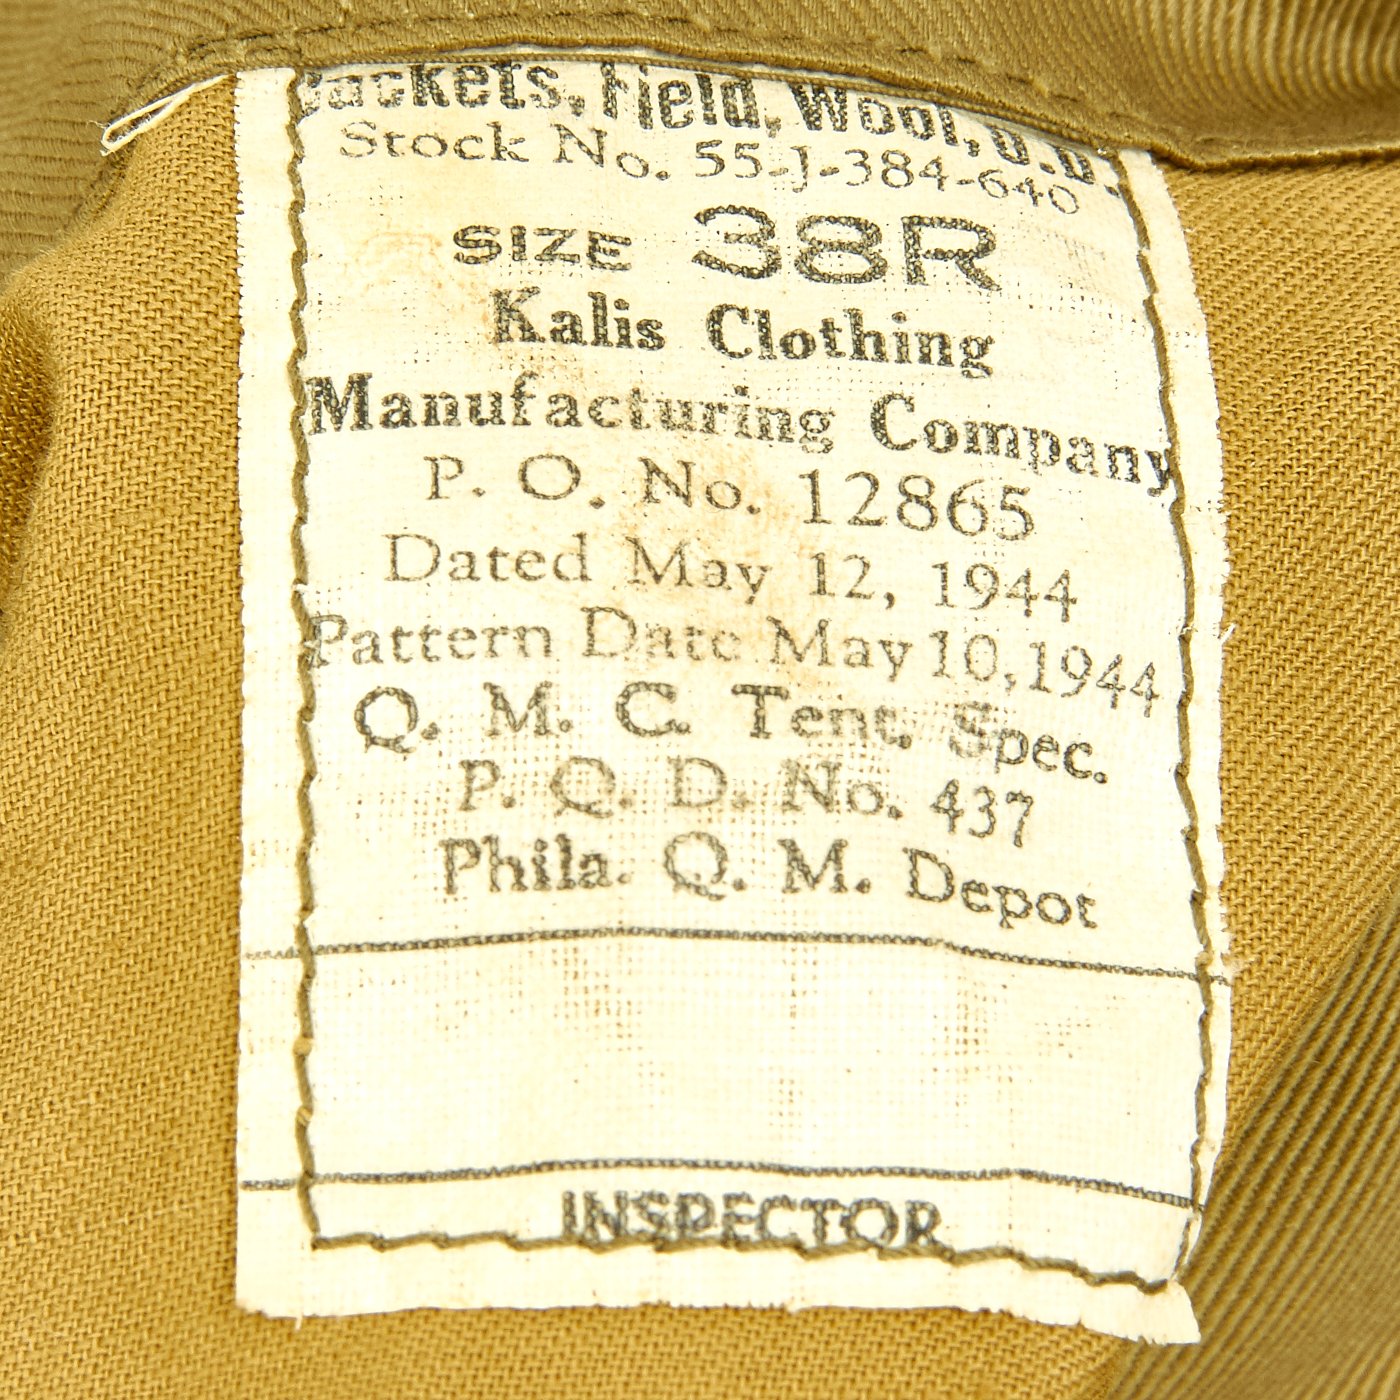 Jackets, Field, Wool, O.D.
Stock No. 55-J-384-640
SIZE 38R
Kalis Clothing
Manufacturing Company
P. O. No. 12865
Dated May 12, 1944
Pattern Date May 10, 1944
Q. M. C. Tent. Spec.
P. Q. D. No. 437
Phila. Q. M. Depot
INSPECTOR